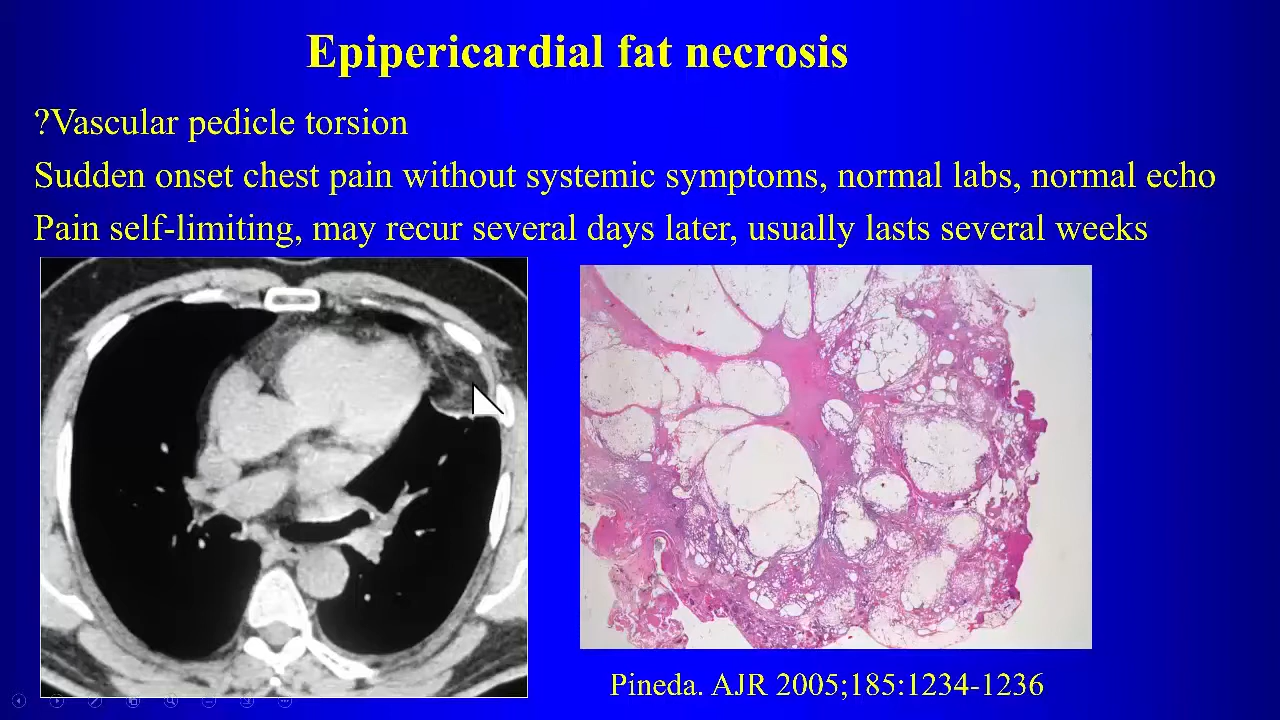 Epipericardial fat necrosis
?Vascular pedicle torsion
Sudden onset chest pain without systemic symptoms, normal labs, normal echo
Pain self-limiting, may recur several days later, usually lasts several weeks
Pineda. AJR 2005;185:1234-1236